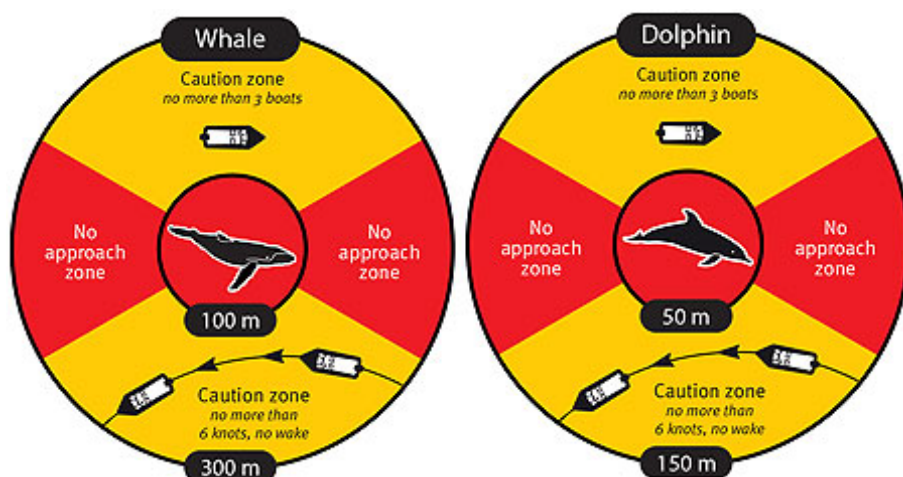 Whale
Caution zone
no more than 3 boats
No
approach
zone
No
approach
zone
100 m
Caution zone
no more than
6 knots, no wake
300 m
Dolphin
Caution zone
no more than 3 boats
No
approach
zone
No
approach
zone
50 m
Caution zone
no more than
6 knots, no wake
150 m